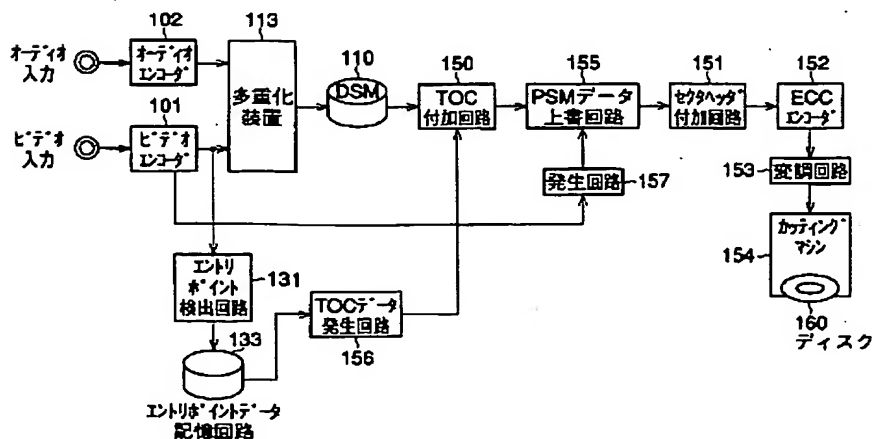 102
113
オーディオ
入力
オーディオ
エンコーダ
多重化
装置
110
DSM
150
TOC
付加回路
155
PSMデータ
上書回路
151
セクタヘッダ
付加回路
152
ECC
エンコーダ
101
ビデオ
入力
ビデオ
エンコーダ
発生回路
157
153
変調回路
154
カッティング
マシン
160
ディスク
エントリ
ポイント
検出回路
131
TOCデータ
発生回路
156
133
エントリポイントデータ
記憶回路